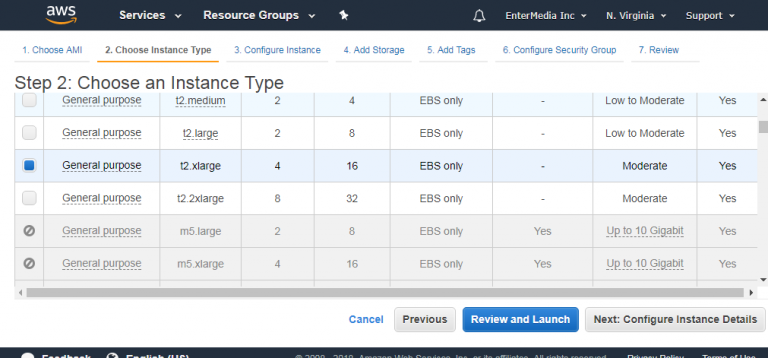 aws Services Resource Groups EnterMedia Inc N. Virginia Support
1. Choose AMI 2. Choose Instance Type 3. Configure Instance 4. Add Storage 5. Add Tags 6. Configure Security Group 7. Review
Step 2: Choose an Instance Type
General purpose t2.medium 2 4 EBS only - Low to Moderate Yes
General purpose t2.large 2 8 EBS only - Low to Moderate Yes
General purpose t2.xlarge 4 16 EBS only - Moderate Yes
General purpose t2.2xlarge 8 32 EBS only - Moderate Yes
General purpose m5.large 2 8 EBS only Yes Up to 10 Gigabit Yes
General purpose m5.xlarge 4 16 EBS only Yes Up to 10 Gigabit Yes
Cancel Previous Review and Launch Next: Configure Instance Details
Feedback English (US) © 2008 - 2018, Amazon Web Services, Inc. or its affiliates. All rights reserved. Privacy Policy Terms of Use